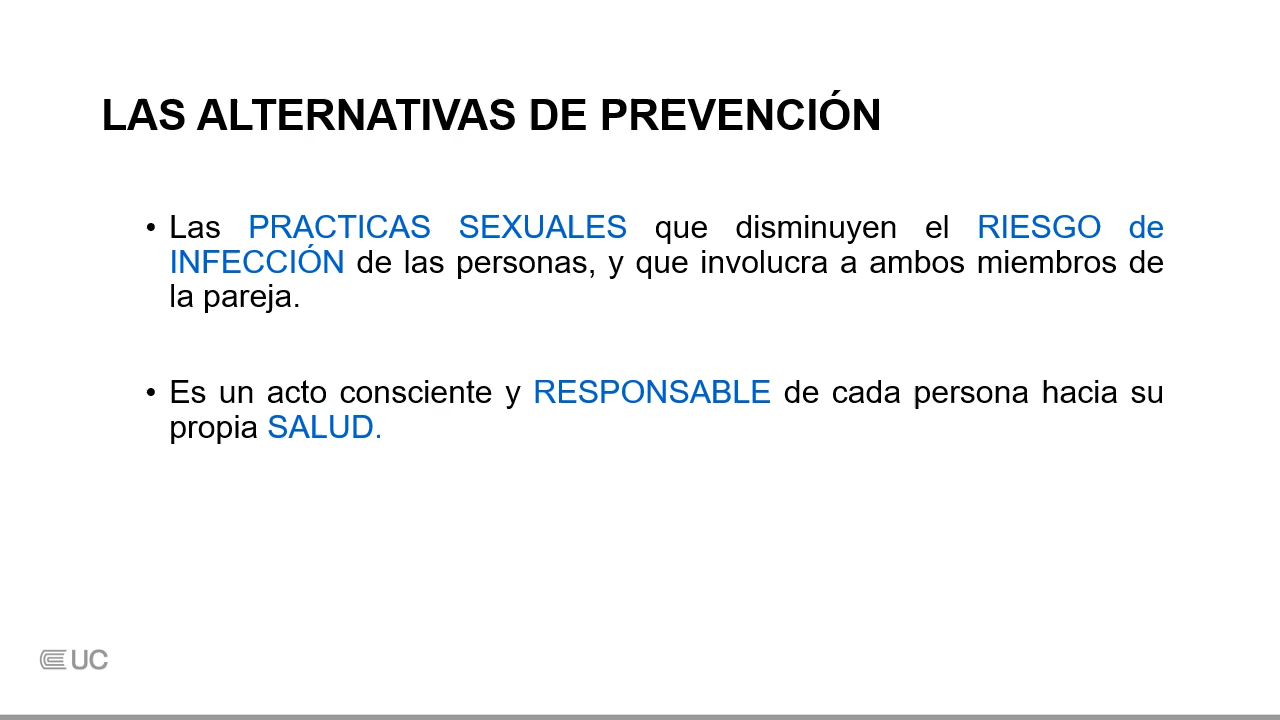 LAS ALTERNATIVAS DE PREVENCIÓN
• Las PRACTICAS SEXUALES que disminuyen el RIESGO de
INFECCIÓN de las personas, y que involucra a ambos miembros de
la pareja.
• Es un acto consciente y RESPONSABLE de cada persona hacia su
propia SALUD.
UC